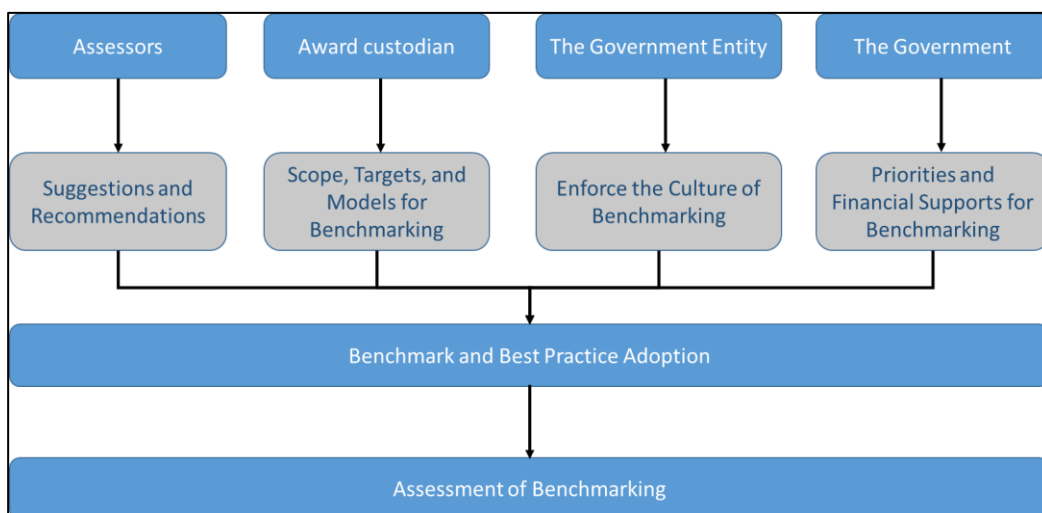 Assessors
Award custodian
The Government Entity
The Government
Suggestions and
Recommendations
Scope, Targets, and
Models for
Benchmarking
Enforce the Culture of
Benchmarking
Priorities and
Financial Supports for
Benchmarking
Benchmark and Best Practice Adoption
Assessment of Benchmarking